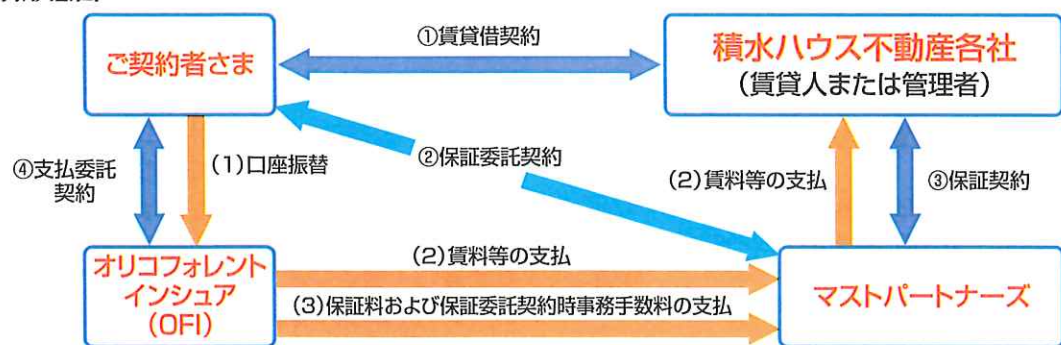 ①賃貸借契約
ご契約者さま
積水ハウス不動産各社
(賃貸人または管理者)
④支払委託
契約
(1)口座振替
②保証委託契約
(2)賃料等の支払
③保証契約
オリコフォレント
インシュア
(OFI)
(2)賃料等の支払
(3)保証料および保証委託契約時事務手数料の支払
マストパートナーズ